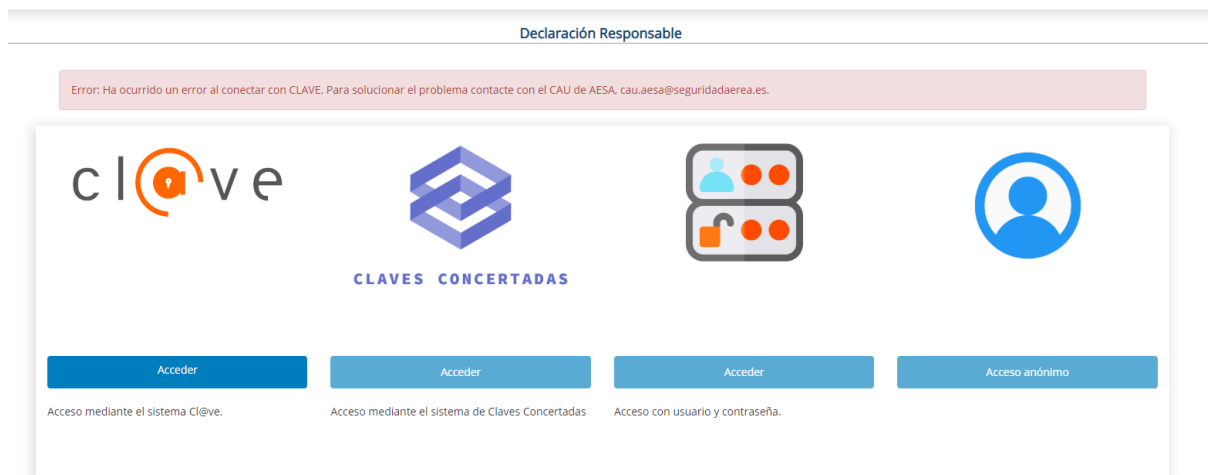 Declaración Responsable
Error: Ha ocurrido un error al conectar con CLAVE. Para solucionar el problema contacte con el CAU de AESA, cau.aesa@seguridadaerea.es.
cl@ve
CLAVES CONCERTADAS
Acceder
Acceso mediante el sistema Cl@ve.
Acceder
Acceso mediante el sistema de Claves Concertadas
Acceder
Acceso con usuario y contraseña.
Acceso anónimo